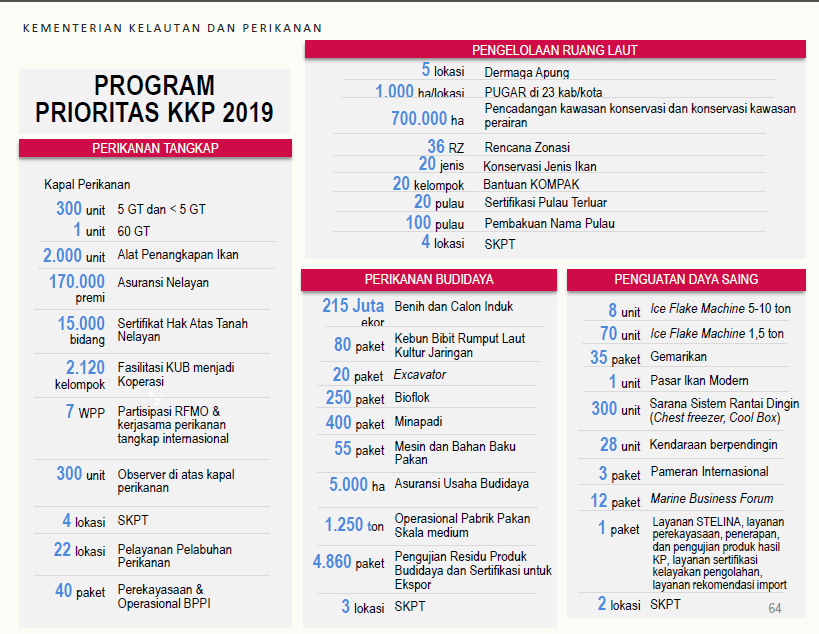 KEMENTERIAN KELAUTAN DAN PERIKANAN
PROGRAM
PRIORITAS KKP 2019
PERIKANAN TANGKAP
Kapal Perikanan
300 unit 5 GT dan < 5 GT
1 unit 60 GT
2.000 unit Alat Penangkapan Ikan
170.000 Asuransi Nelayan
premi
15.000 Sertifikat Hak Atas Tanah
bidang Nelayan
2.120 Fasilitasi KUB menjadi
kelompok Koperasi
7 WPP Partisipasi RFMO &
kerjasama perikanan
tangkap internasional
300 unit Observer di atas kapal
perikanan
4 lokasi SKPT
22 lokasi Pelayanan Pelabuhan
Perikanan
40 paket Perekayasaan &
Operasional BPPI
PENGELOLAAN RUANG LAUT
5 lokasi Dermaga Apung
1.000 ha/lokasi PUGAR di 23 kab/kota
700.000 ha Pencadangan kawasan konservasi dan konservasi kawasan
perairan
36 RZ Rencana Zonasi
20 jenis Konservasi Jenis Ikan
20 kelompok Bantuan KOMPAK
20 pulau Sertifikasi Pulau Terluar
100 pulau Pembakuan Nama Pulau
4 lokasi SKPT
PERIKANAN BUDIDAYA
215 Juta Benih dan Calon Induk
ekor
80 paket Kebun Bibit Rumput Laut
Kultur Jaringan
20 paket Excavator
250 paket Bioflok
400 paket Minapadi
55 paket Mesin dan Bahan Baku
Pakan
5.000 ha Asuransi Usaha Budidaya
1.250 ton Operasional Pabrik Pakan
Skala medium
4.860 paket Pengujian Residu Produk
Budidaya dan Sertifikasi untuk
Ekspor
3 lokasi SKPT
PENGUATAN DAYA SAING
8 unit Ice Flake Machine 5-10 ton
70 unit Ice Flake Machine 1,5 ton
35 paket Gemarikan
1 unit Pasar Ikan Modern
300 unit Sarana Sistem Rantai Dingin
(Chest freezer, Cool Box)
28 unit Kendaraan berpendingin
3 paket Pameran Internasional
12 paket Marine Business Forum
1 paket Layanan STELINA, layanan
perekayasaan, penerapan,
dan pengujian produk hasil
KP, layanan sertifikasi
kelayakan pengolahan,
layanan rekomendasi import
2 lokasi SKPT
64